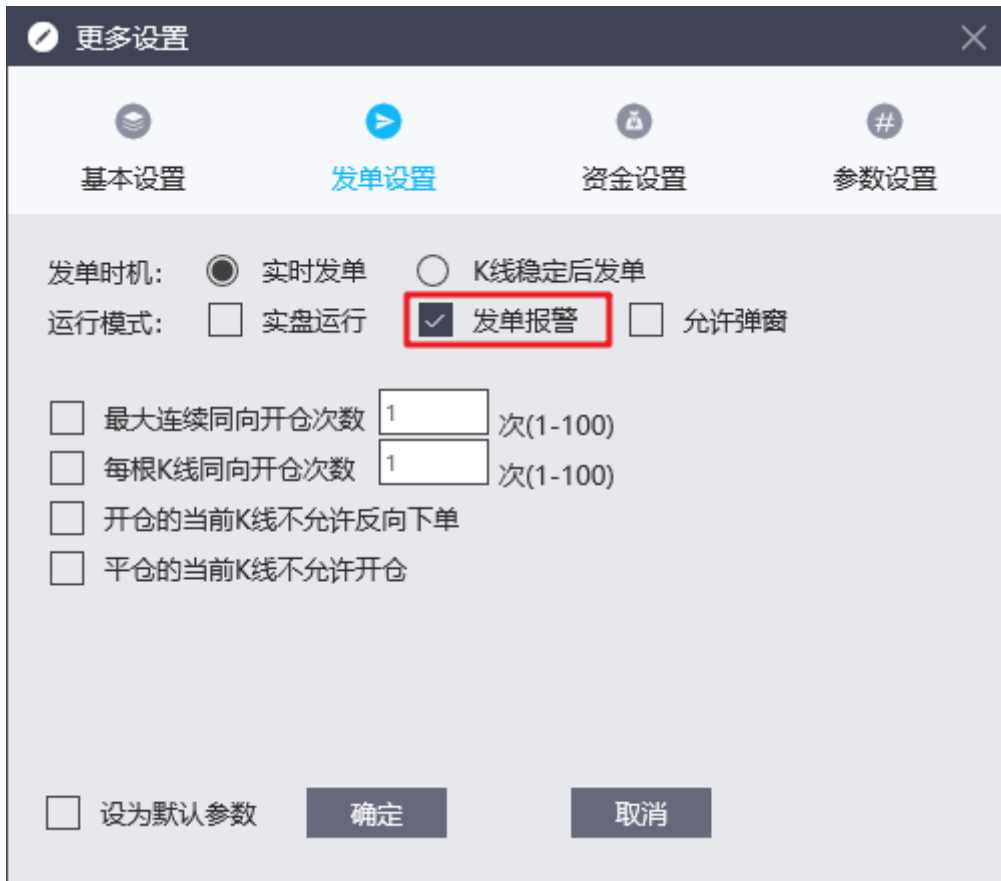 更多设置
基本设置 发单设置 资金设置 参数设置
发单时机: 实时发单 K线稳定后发单
运行模式: 实盘运行 发单报警 允许弹窗
最大连续同向开仓次数 1 次(1-100)
每根K线同向开仓次数 1 次(1-100)
开仓的当前K线不允许反向下单
平仓的当前K线不允许开仓
设为默认参数 确定 取消